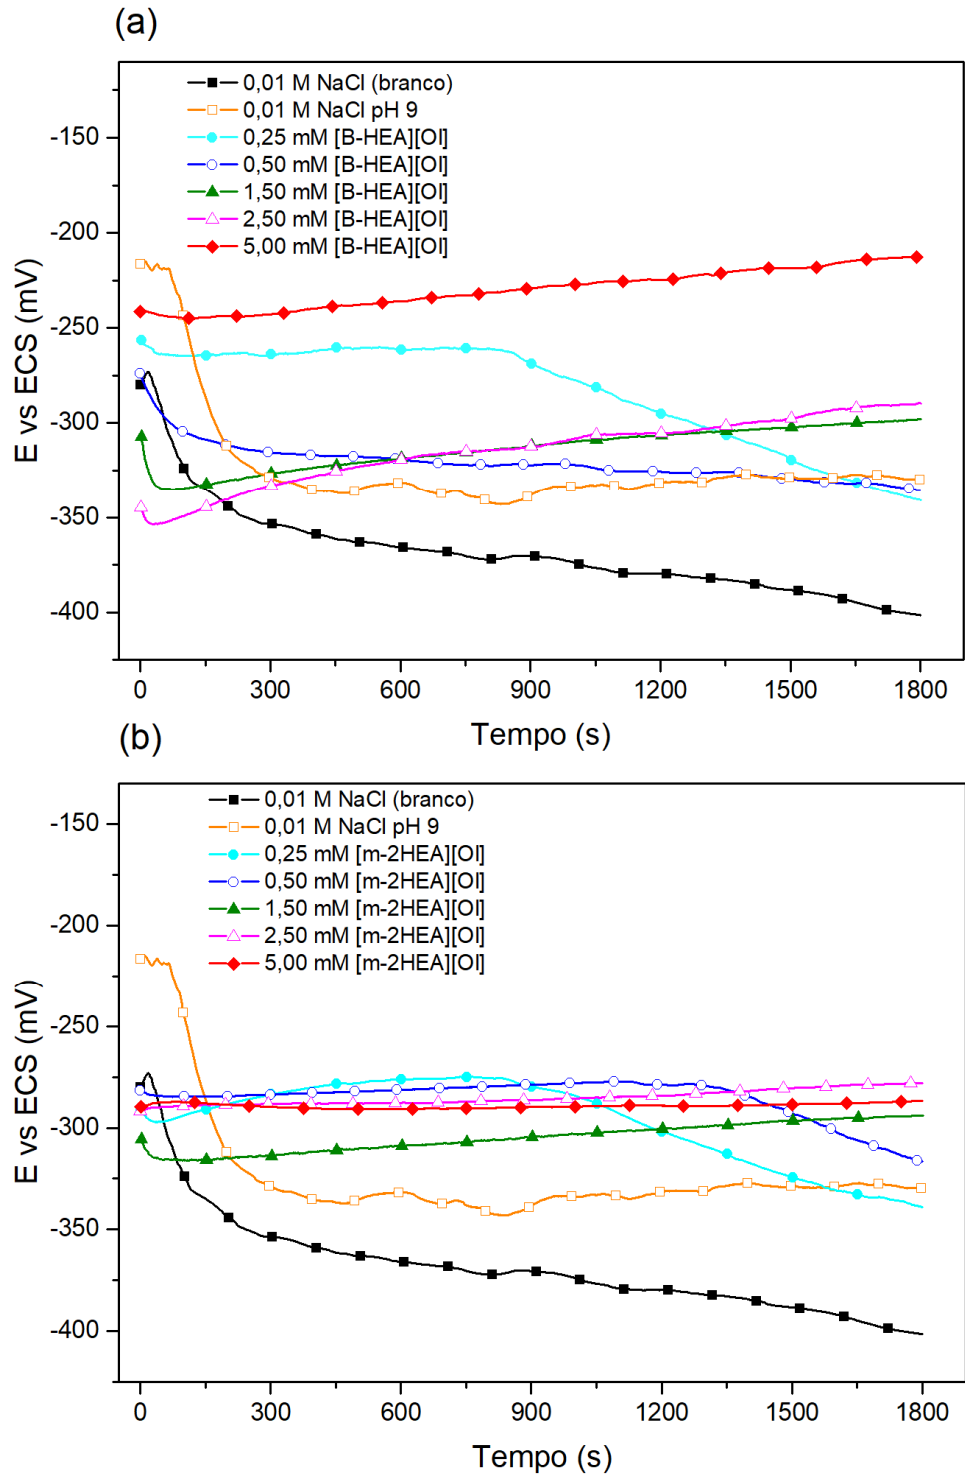 (a)
0,01 M NaCl (branco)
0,01 M NaCl pH 9
0,25 mM [B-HEA][Ol]
0,50 mM [B-HEA][Ol]
1,50 mM [B-HEA][Ol]
2,50 mM [B-HEA][Ol]
5,00 mM [B-HEA][Ol]
-150
-200
-250
-300
-350
-400
E vs ECS (mV)
0 300 600 900 1200 1500 1800
Tempo (s)
(b)
0,01 M NaCl (branco)
0,01 M NaCl pH 9
0,25 mM [m-2HEA][Ol]
0,50 mM [m-2HEA][Ol]
1,50 mM [m-2HEA][Ol]
2,50 mM [m-2HEA][Ol]
5,00 mM [m-2HEA][Ol]
-150
-200
-250
-300
-350
-400
E vs ECS (mV)
0 300 600 900 1200 1500 1800
Tempo (s)